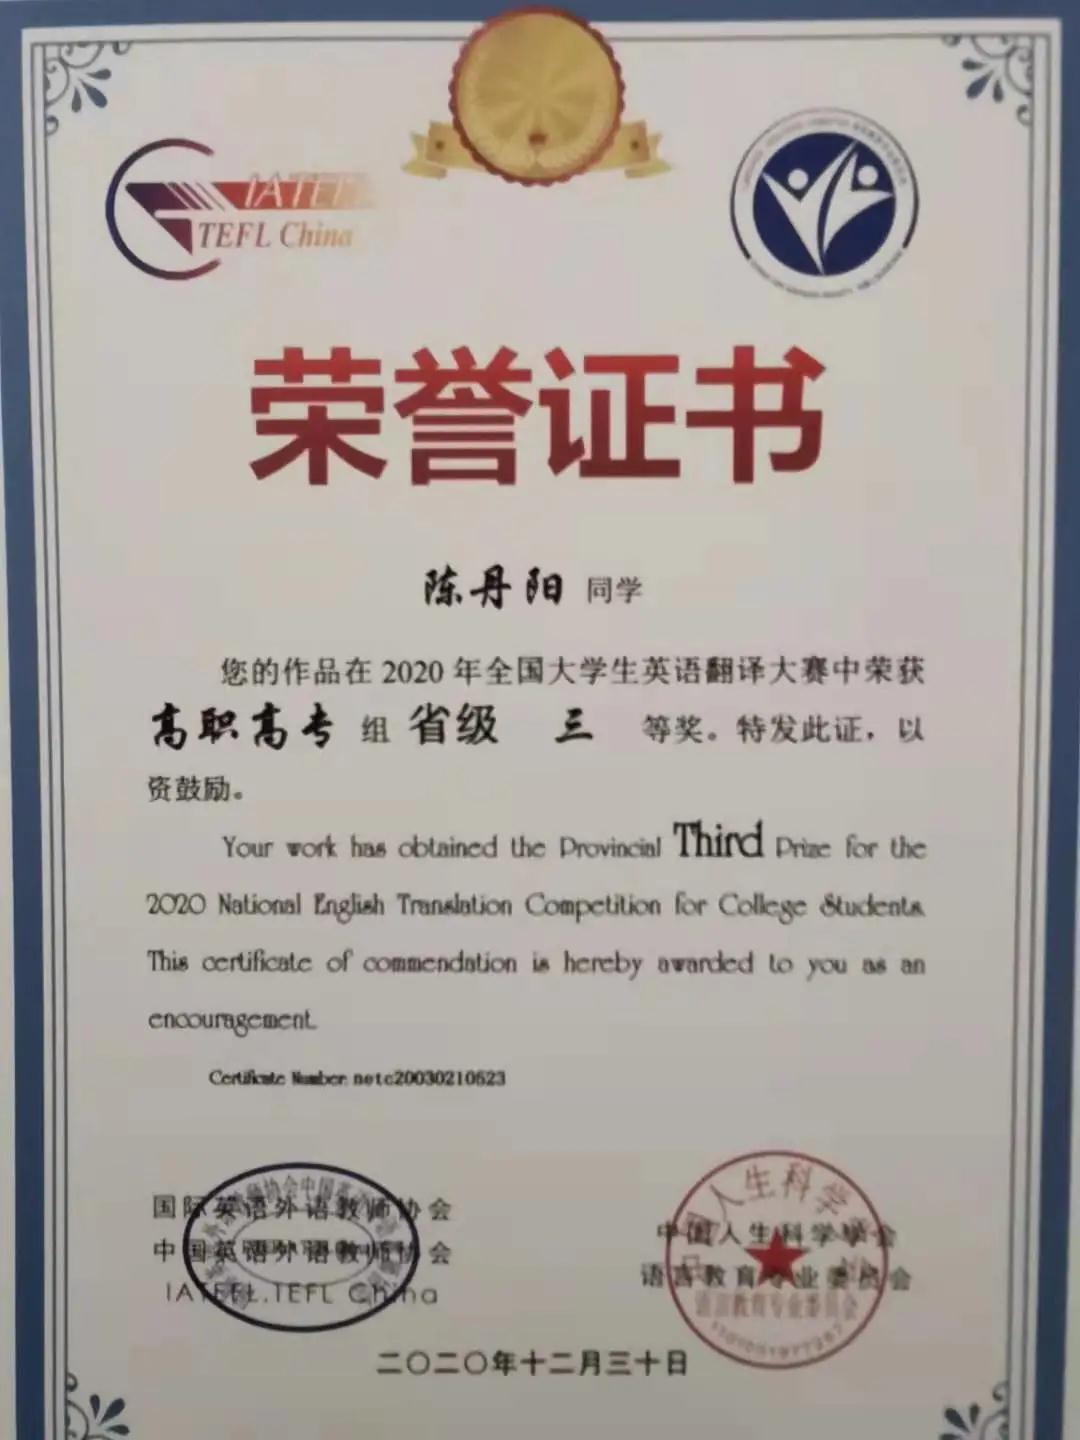 IATEFL
TEFL China
荣誉证书
陈丹阳 同学
您的作品在 2020 年全国大学生英语翻译大赛中荣获
高职高专 组 省级 三 等奖。特发此证，以
资鼓励。
Your work has obtained the Provincial Third Prize for the
2020 National English Translation Competition for College Students.
This certificate of commendation is hereby awarded to you as an
encouragement.
Certificate Number: netc20030210523
国际英语外语教师协会
中国英语外语教师协会
IATEFL.TEFL China
中国人生科学学会
语言教育专业委员会
二〇二〇年十二月三十日